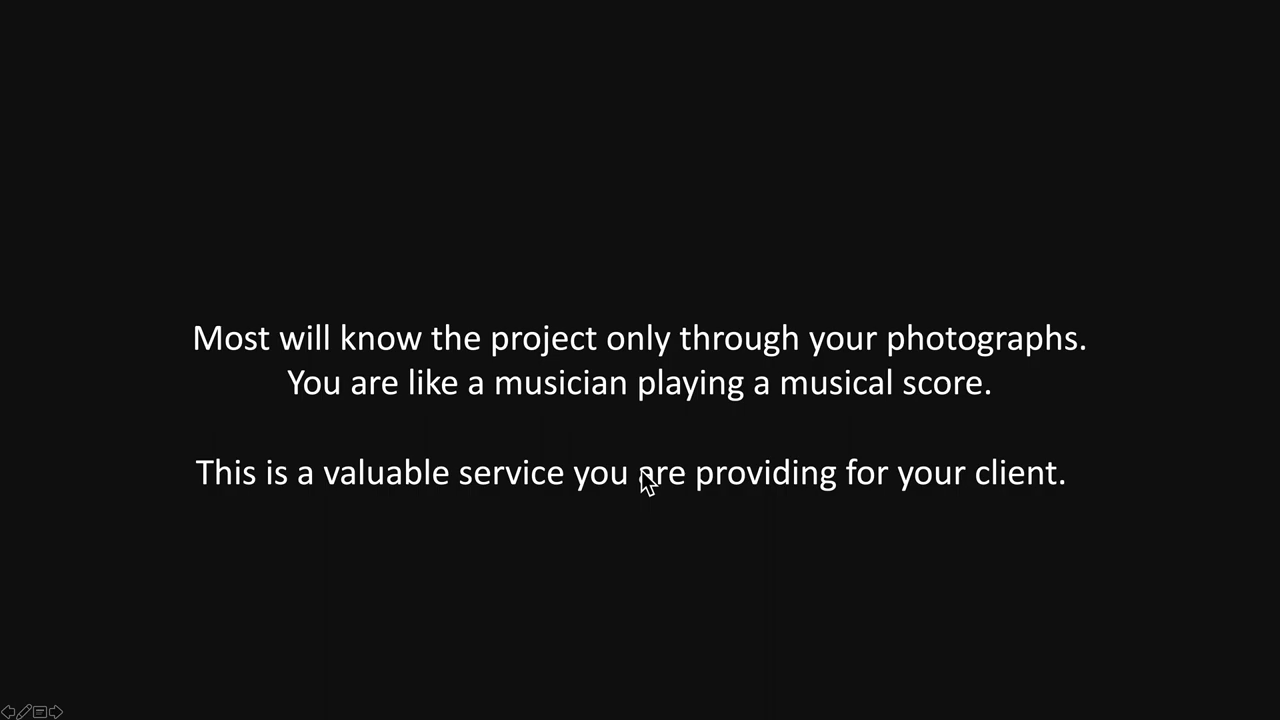 Most will know the project only through your photographs.
You are like a musician playing a musical score.
This is a valuable service you are providing for your client.